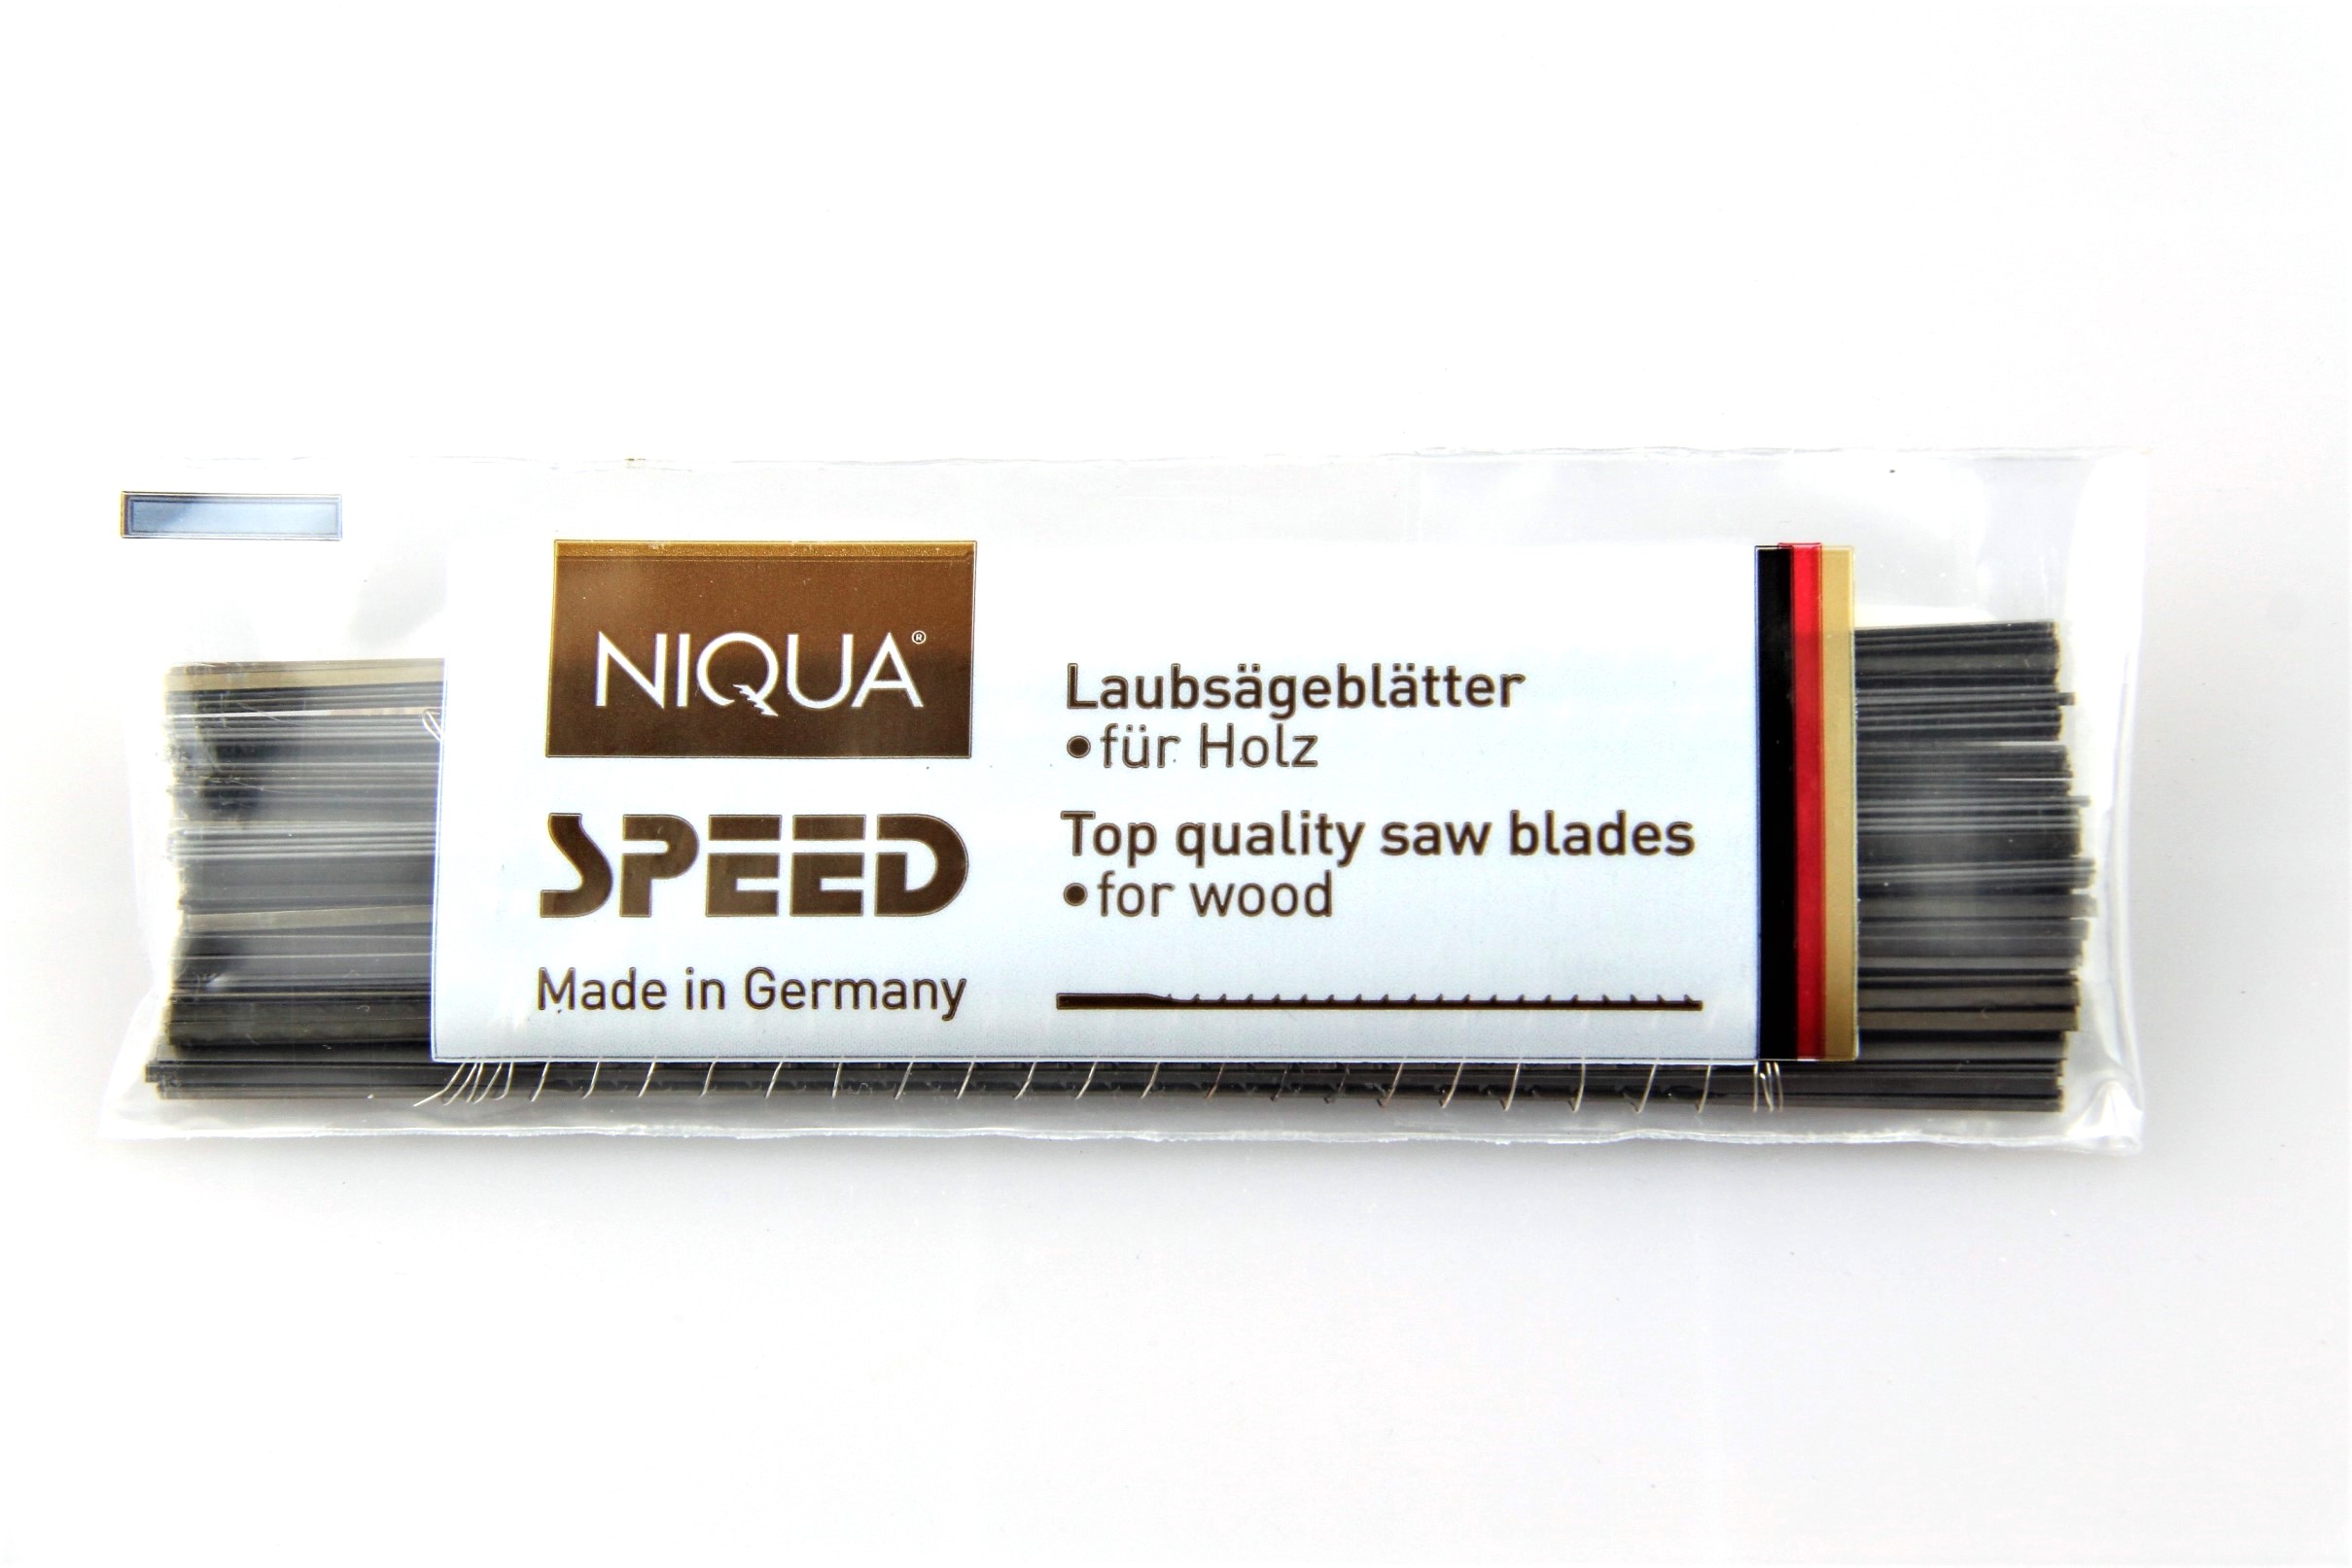 NIQUA®
SPEED
Made in Germany
Laubsägeblätter
•für Holz
Top quality saw blades
•for wood